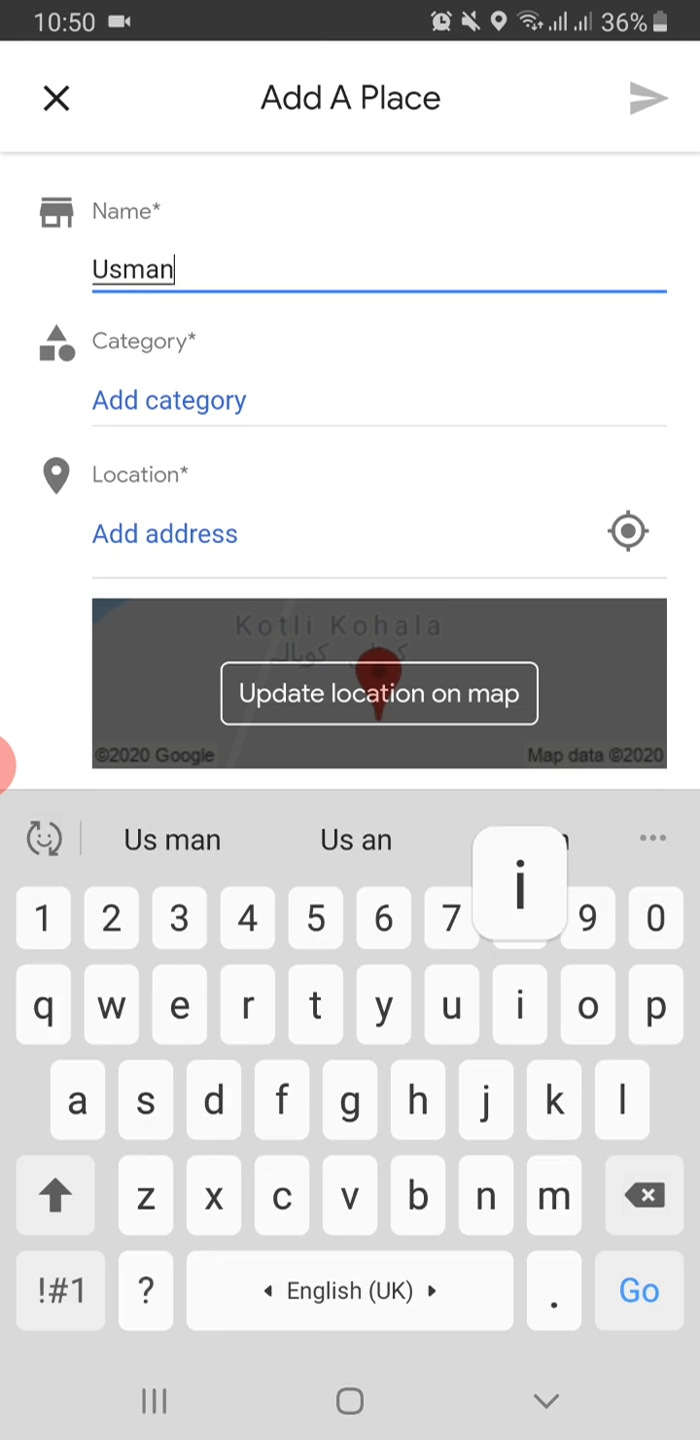 10:50 36%
Add A Place
Name*
Usman
Category*
Add category
Location*
Add address
Kotli Kohala
Update location on map
©2020 Google Map data ©2020
Us man Us an
i
1 2 3 4 5 6 7 9 0
q w e r t y u i o p
a s d f g h j k l
z x c v b n m
!#1 ? English (UK) . Go